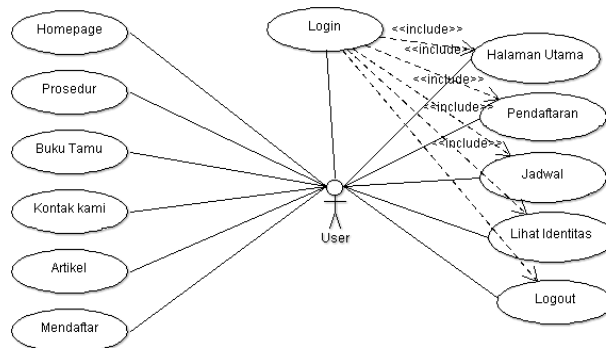 Homepage
Prosedur
Buku Tamu
Kontak kami
Artikel
Mendaftar
User
Login
<<include>>
<<include>>
<<include>>
<<include>>
<<include>>
Halaman Utama
Pendaftaran
Jadwal
Lihat Identitas
Logout